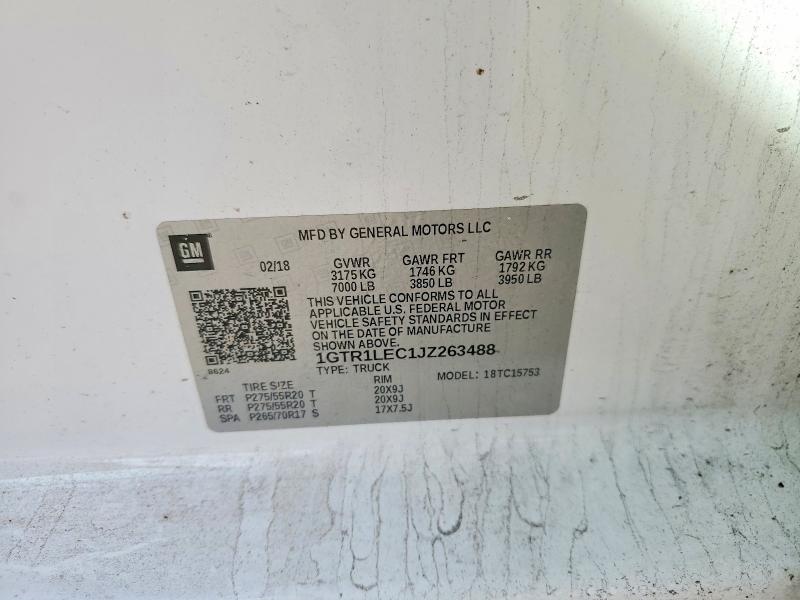 GM
MFD BY GENERAL MOTORS LLC
02/18 GVWR GAWR FRT GAWR RR
3175 KG 1746 KG 1792 KG
7000 LB 3850 LB 3950 LB
THIS VEHICLE CONFORMS TO ALL
APPLICABLE U.S. FEDERAL MOTOR
VEHICLE SAFETY STANDARDS IN EFFECT
ON THE DATE OF MANUFACTURE
SHOWN ABOVE.
8624
1GTR1LEC1JZ263488
TYPE: TRUCK MODEL: 18TC15753
TIRE SIZE RIM
FRT P275/55R20 T 20X9J
RR P275/55R20 T 20X9J
SPA P265/70R17 S 17X7.5J